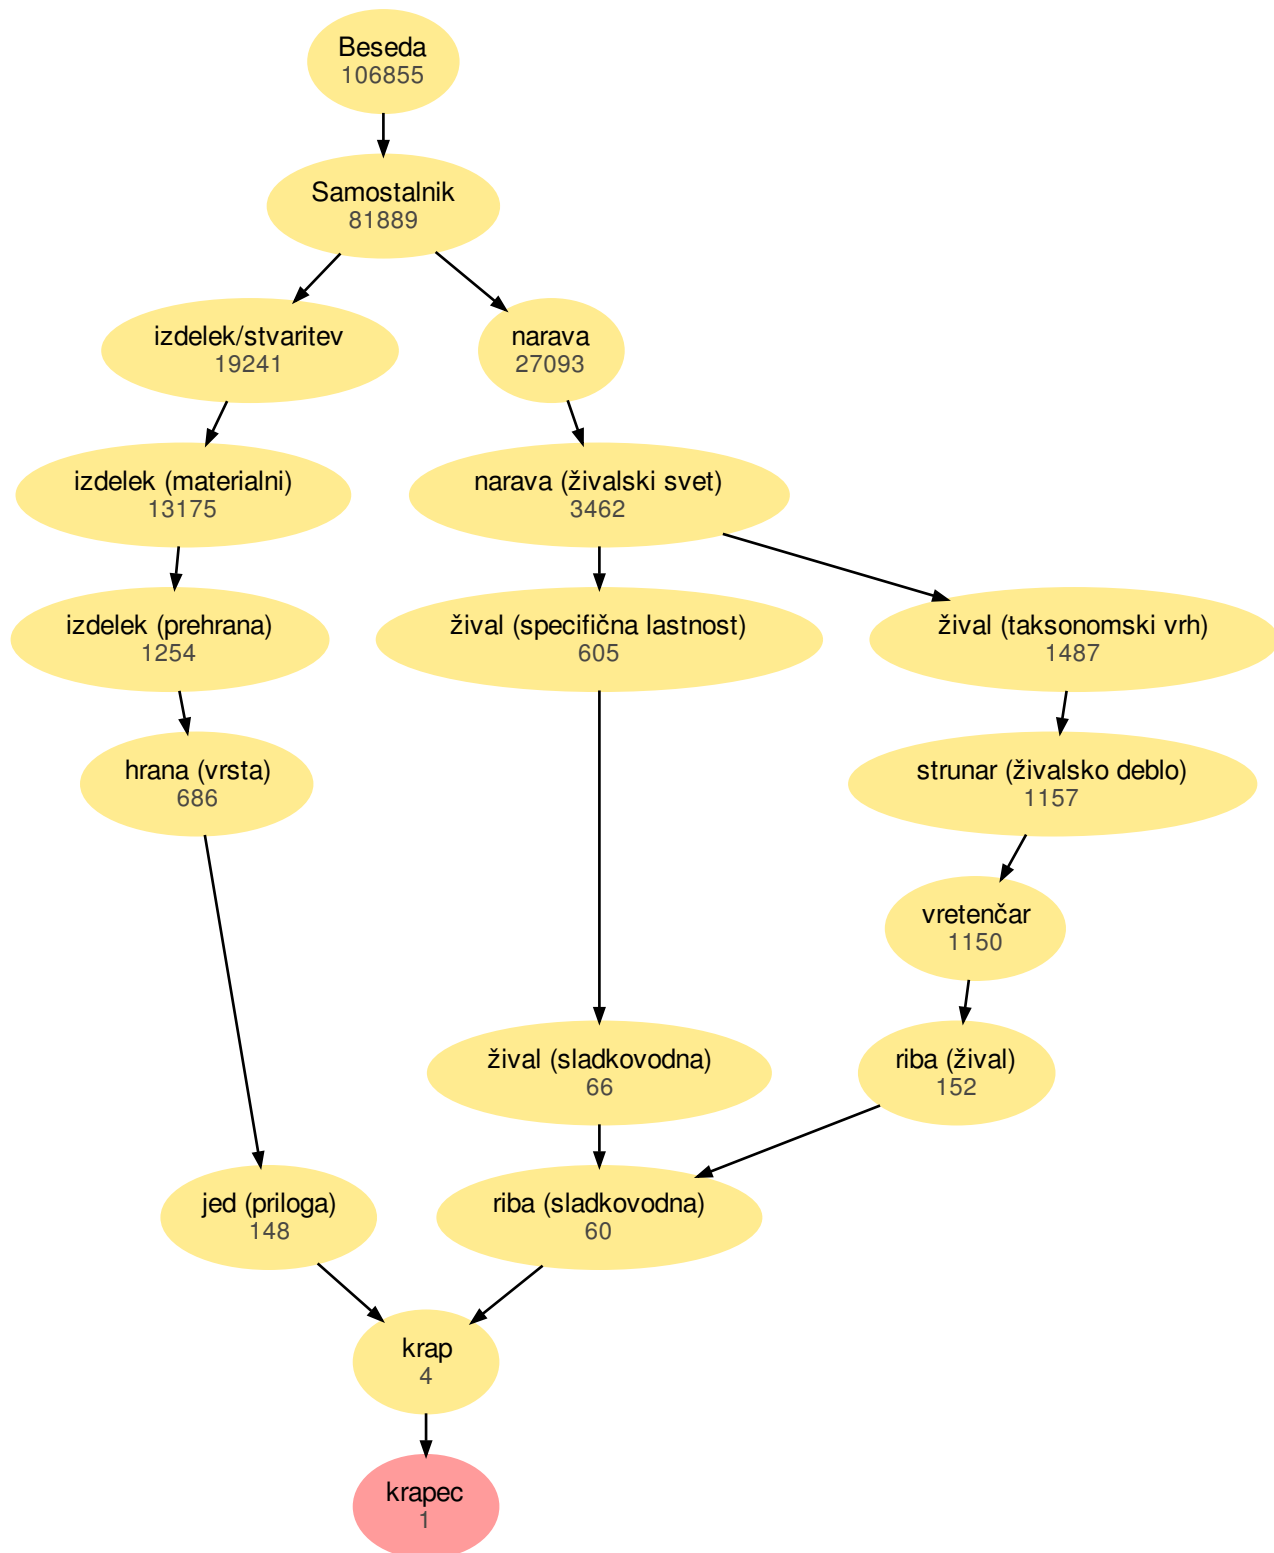 Beseda
106855
Samostalnik
81889
izdelek/stvaritev
19241
narava
27093
izdelek (materialni)
13175
narava (živalski svet)
3462
izdelek (prehrana)
1254
žival (specifična lastnost)
605
žival (taksonomski vrh)
1487
hrana (vrsta)
686
strunar (živalsko deblo)
1157
vretenčar
1150
žival (sladkovodna)
66
riba (žival)
152
jed (priloga)
148
riba (sladkovodna)
60
krap
4
krapec
1